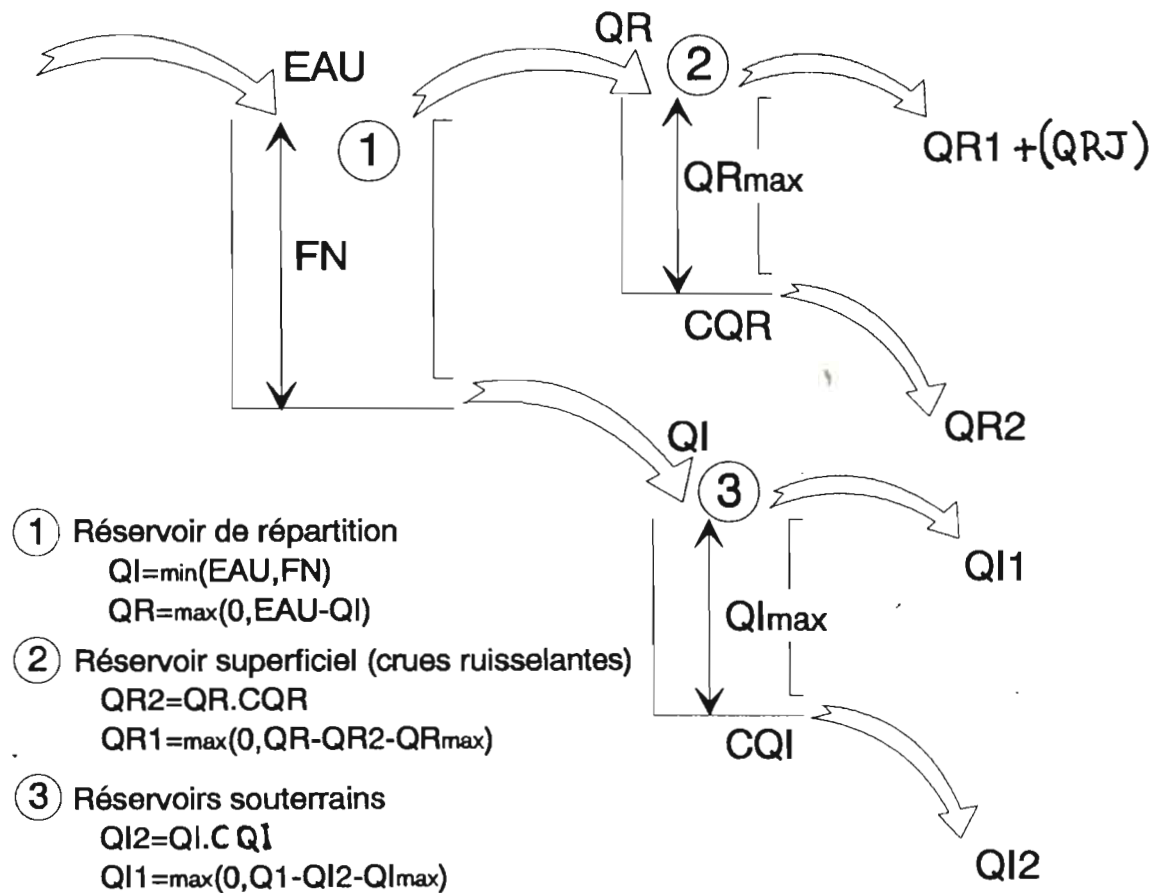 QR
EAU
2
1
QR1 +(QRJ)
QRmax
FN
CQR
QR2
QI
3
QI1
QImax
CQI
QI2
1 Réservoir de répartition
QI=min(EAU,FN)
QR=max(0,EAU-QI)
2 Réservoir superficiel (crues ruisselantes)
QR2=QR.CQR
QR1=max(0,QR-QR2-QRmax)
3 Réservoirs souterrains
QI2=QI.CQI
QI1=max(0,Q1-QI2-QImax)